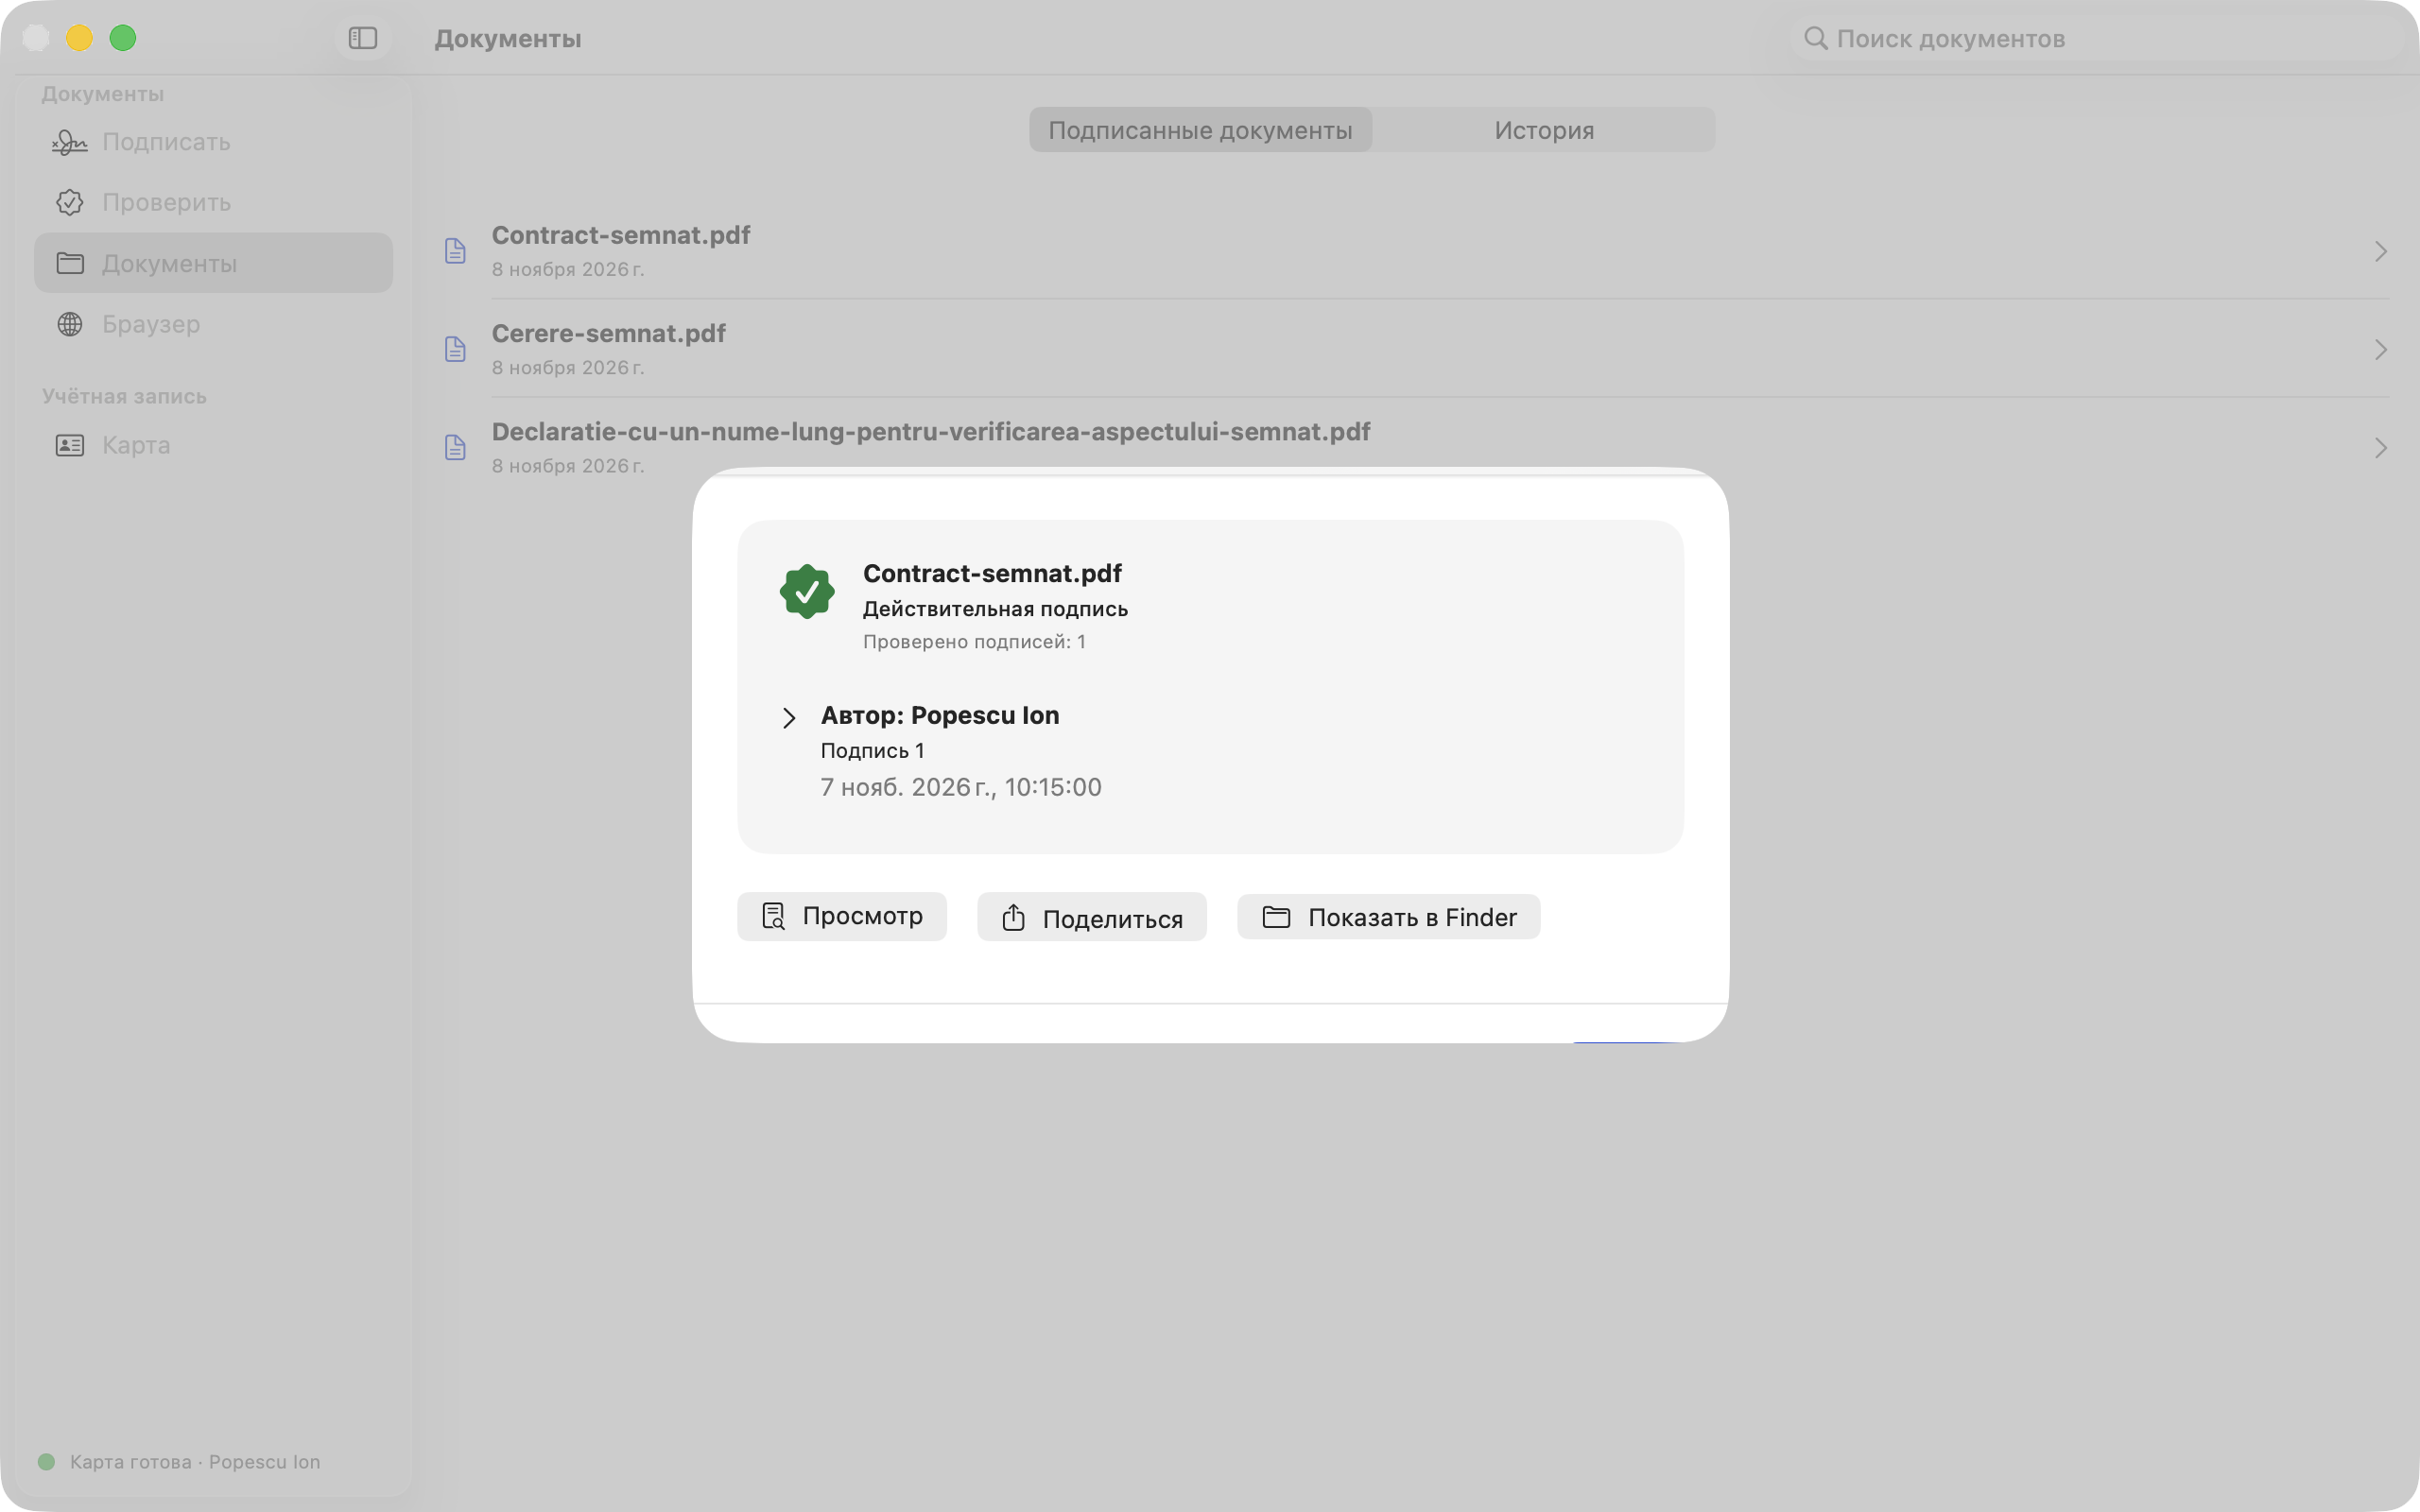 Документы
Поиск документов
Документы
Подписать
Проверить
Документы
Браузер
Учётная запись
Карта
Подписанные документы
История
Contract-semnat.pdf
8 ноября 2026 г.
Cerere-semnat.pdf
8 ноября 2026 г.
Declaratie-cu-un-nume-lung-pentru-verificarea-aspectului-semnat.pdf
8 ноября 2026 г.
Contract-semnat.pdf
Действительная подпись
Проверено подписей: 1
Автор: Popescu Ion
Подпись 1
7 нояб. 2026 г., 10:15:00
Просмотр
Поделиться
Показать в Finder
Карта готова · Popescu Ion